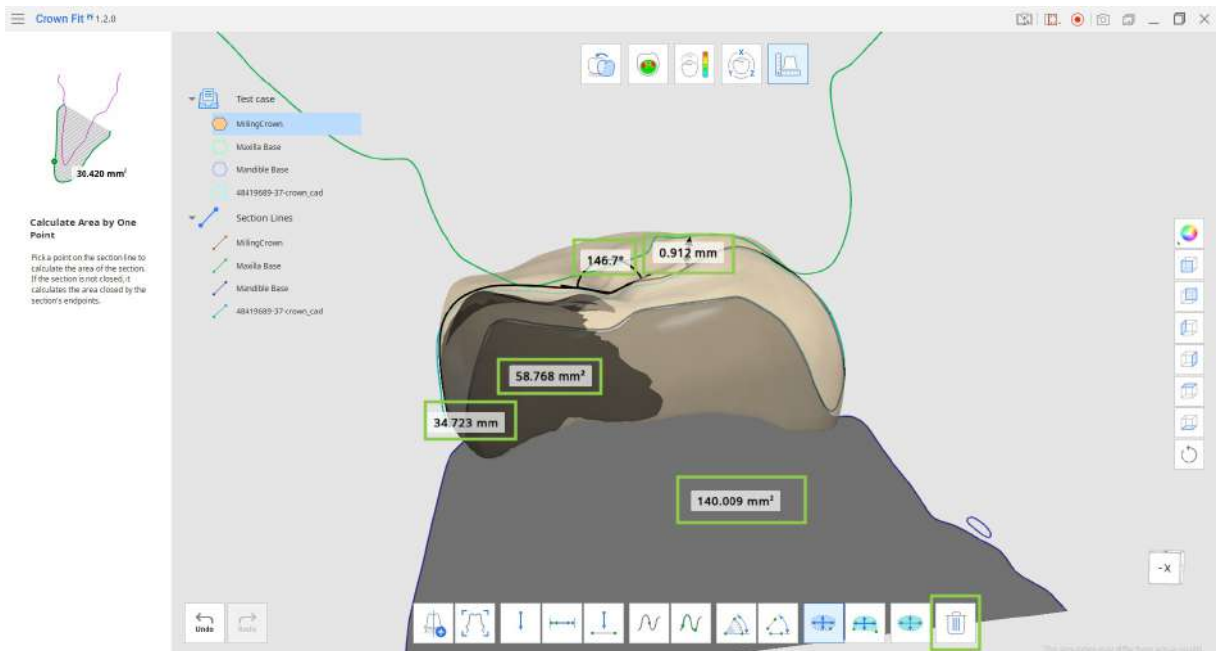 Crown Fit 1.2.0
30.420 mm²
Calculate Area by One
Point
Pick a point on the section line to
calculate the area of the section.
If the section is not closed, it
calculates the area closed by the
section's endpoints.
Test case
MillingCrown
Maxilla Base
Mandible Base
48419689-37-crown_cad
Section Lines
MillingCrown
Maxilla Base
Mandible Base
48419689-37-crown_cad
X
Y
Z
146.7°
0.912 mm
58.768 mm²
34.723 mm
140.009 mm²
-X
Undo
Redo